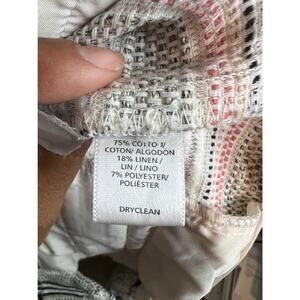 75% COTTO I/
COTON/ ALGODÓN
18% LINEN /
LIN / LINO
7% POLYESTER/
POLIÉSTER
DRYCLEAN